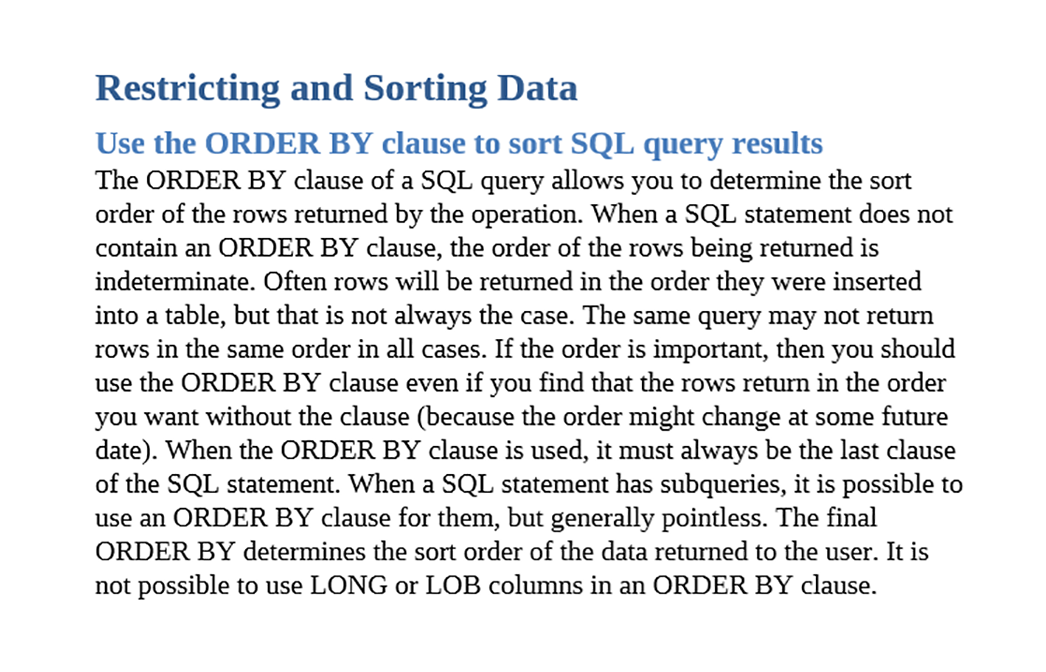 Restricting and Sorting Data
Use the ORDER BY clause to sort SQL query results
The ORDER BY clause of a SQL query allows you to determine the sort
order of the rows returned by the operation. When a SQL statement does not
contain an ORDER BY clause, the order of the rows being returned is
indeterminate. Often rows will be returned in the order they were inserted
into a table, but that is not always the case. The same query may not return
rows in the same order in all cases. If the order is important, then you should
use the ORDER BY clause even if you find that the rows return in the order
you want without the clause (because the order might change at some future
date). When the ORDER BY clause is used, it must always be the last clause
of the SQL statement. When a SQL statement has subqueries, it is possible to
use an ORDER BY clause for them, but generally pointless. The final
ORDER BY determines the sort order of the data returned to the user. It is
not possible to use LONG or LOB columns in an ORDER BY clause.